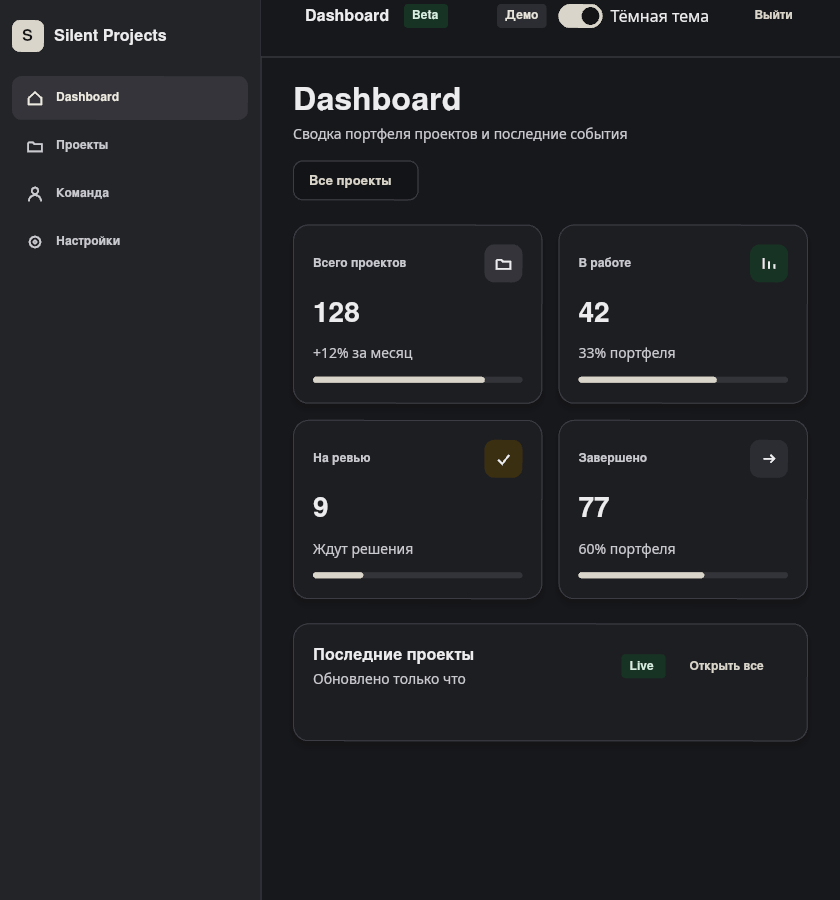 S Silent Projects
Dashboard
Проекты
Команда
Настройки
Dashboard Beta Демо Тёмная тема Выйти
Dashboard
Сводка портфеля проектов и последние события
Все проекты
Всего проектов
128
+12% за месяц
В работе
42
33% портфеля
На ревью
9
Ждут решения
Завершено
77
60% портфеля
Последние проекты
Обновлено только что
Live Открыть все